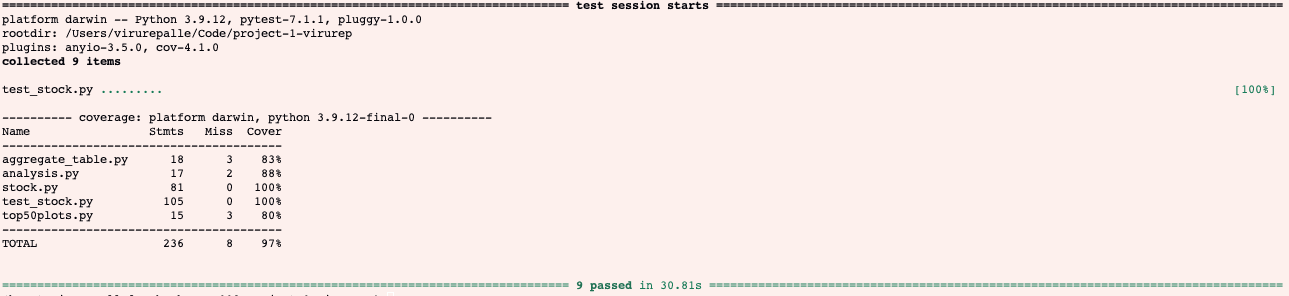 ================================================================================= test session starts =================================================================================
platform darwin -- Python 3.9.12, pytest-7.1.1, pluggy-1.0.0
rootdir: /Users/virurepalle/Code/project-1-virurep
plugins: anyio-3.5.0, cov-4.1.0
collected 9 items

test_stock.py .........                                                                                                                                                         [100%]

---------- coverage: platform darwin, python 3.9.12-final-0 ----------
Name                 Stmts   Miss  Cover
----------------------------------------
aggregate_table.py      18      3    83%
analysis.py             17      2    88%
stock.py                81      0   100%
test_stock.py          105      0   100%
top50plots.py           15      3    80%
----------------------------------------
TOTAL                  236      8    97%

================================================================================= 9 passed in 30.81s ==================================================================================